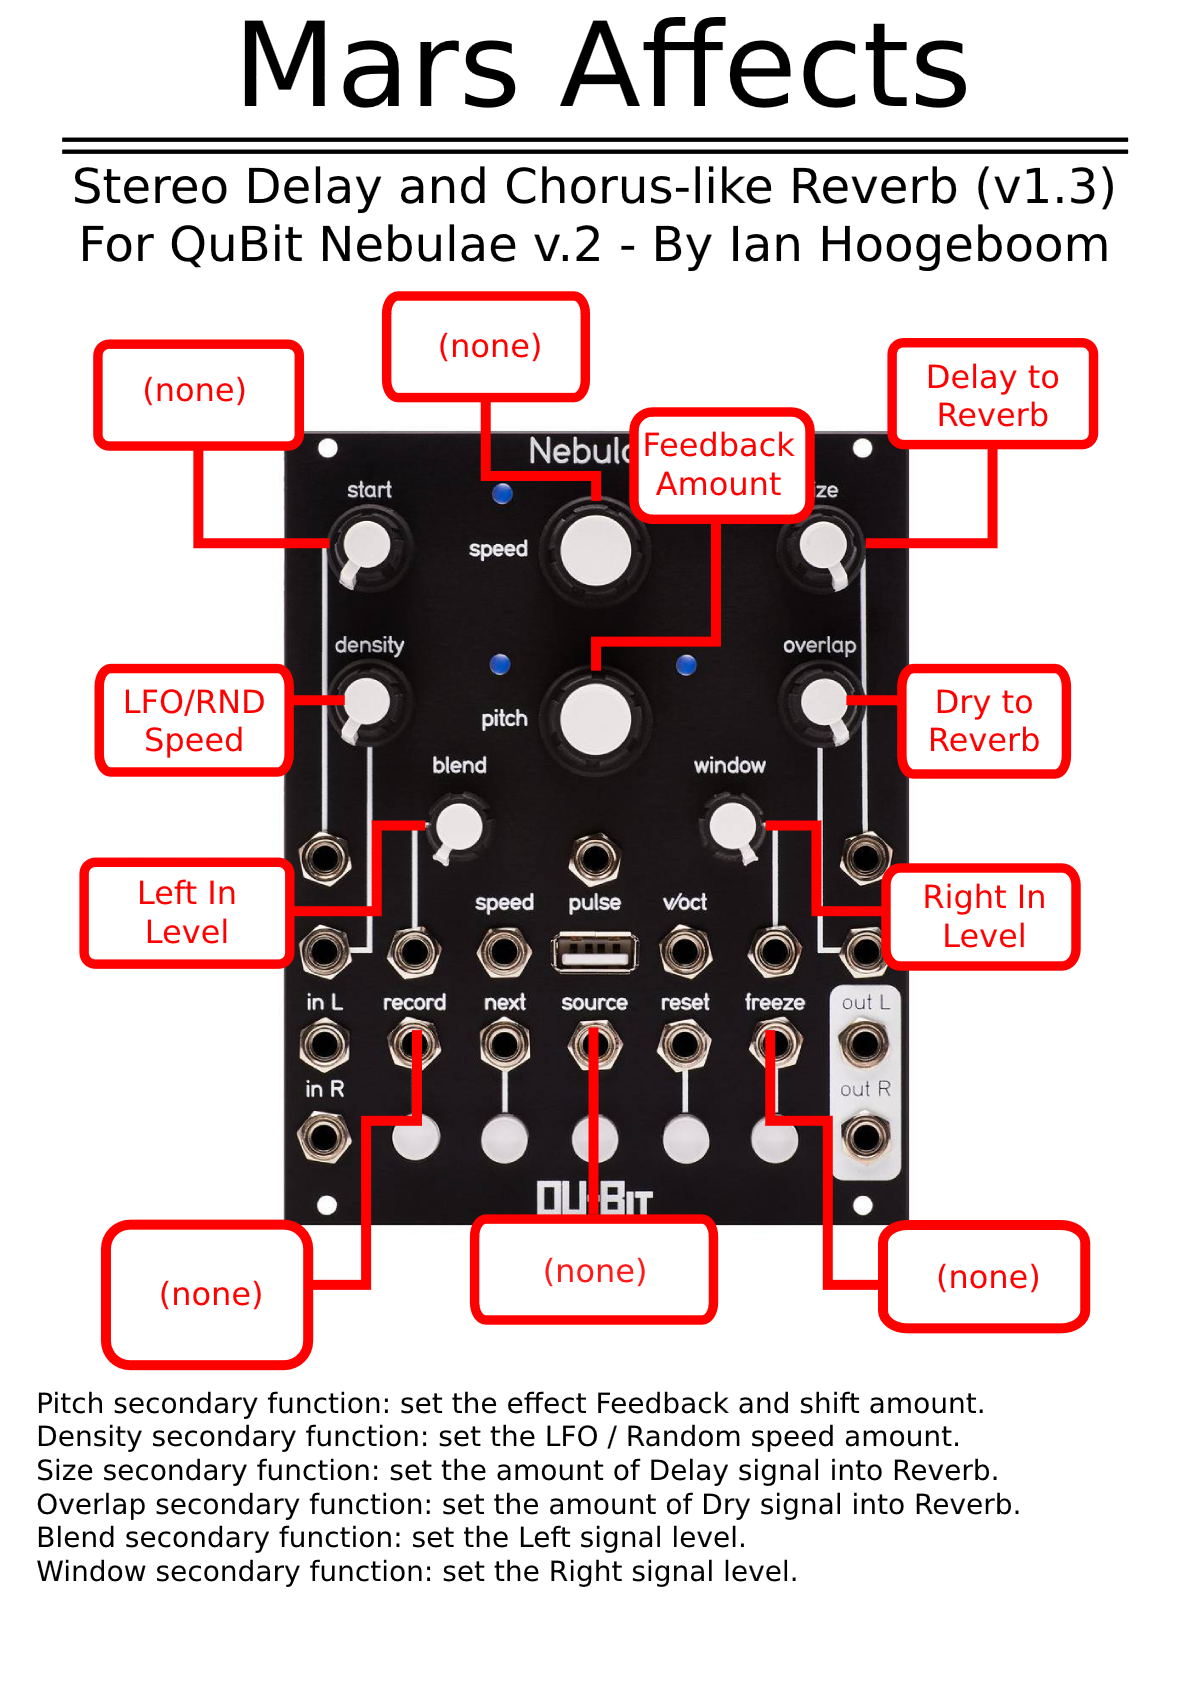 Mars Affects
Stereo Delay and Chorus-like Reverb (v1.3)
For QuBit Nebulae v.2 - By Ian Hoogeboom
(none)
(none)
Delay to
Reverb
Feedback
Amount
start
speed
density
overlap
LFO/RND
Speed
pitch
Dry to
Reverb
blend
window
Left In
Level
speed
pulse
v/oct
Right In
Level
in L
record
next
source
reset
freeze
out L
in R
out R
QU-BIT
(none)
(none)
(none)
Pitch secondary function: set the effect Feedback and shift amount.
Density secondary function: set the LFO / Random speed amount.
Size secondary function: set the amount of Delay signal into Reverb.
Overlap secondary function: set the amount of Dry signal into Reverb.
Blend secondary function: set the Left signal level.
Window secondary function: set the Right signal level.